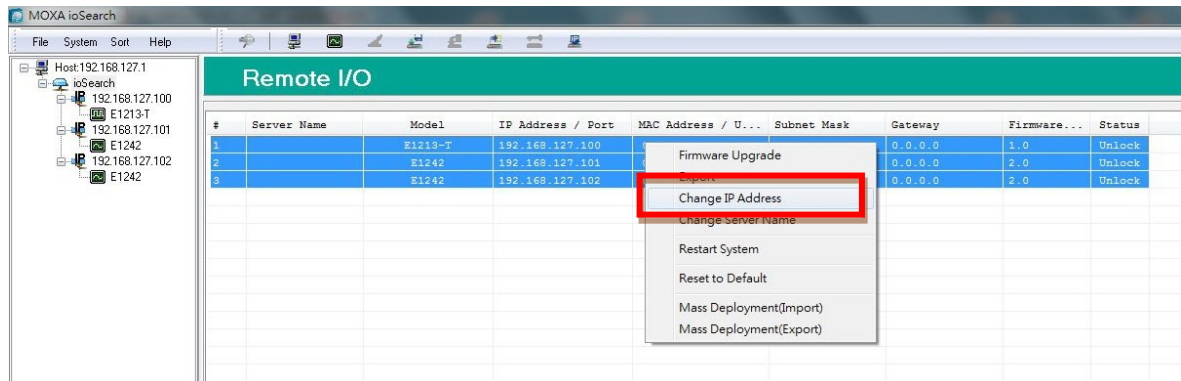 MOXA ioSearch
File System Sort Help
Host:192.168.127.1
ioSearch
192.168.127.100
E1213-T
192.168.127.101
E1242
192.168.127.102
E1242
Remote I/O
# Server Name Model IP Address / Port MAC Address / U... Subnet Mask Gateway Firmware... Status
1 E1213-T 192.168.127.100 0.0.0.0 1.0 Unlock
2 E1242 192.168.127.101 0.0.0.0 2.0 Unlock
3 E1242 192.168.127.102 0.0.0.0 2.0 Unlock
Firmware Upgrade
Export
Change IP Address
Change Server Name
Restart System
Reset to Default
Mass Deployment(Import)
Mass Deployment(Export)